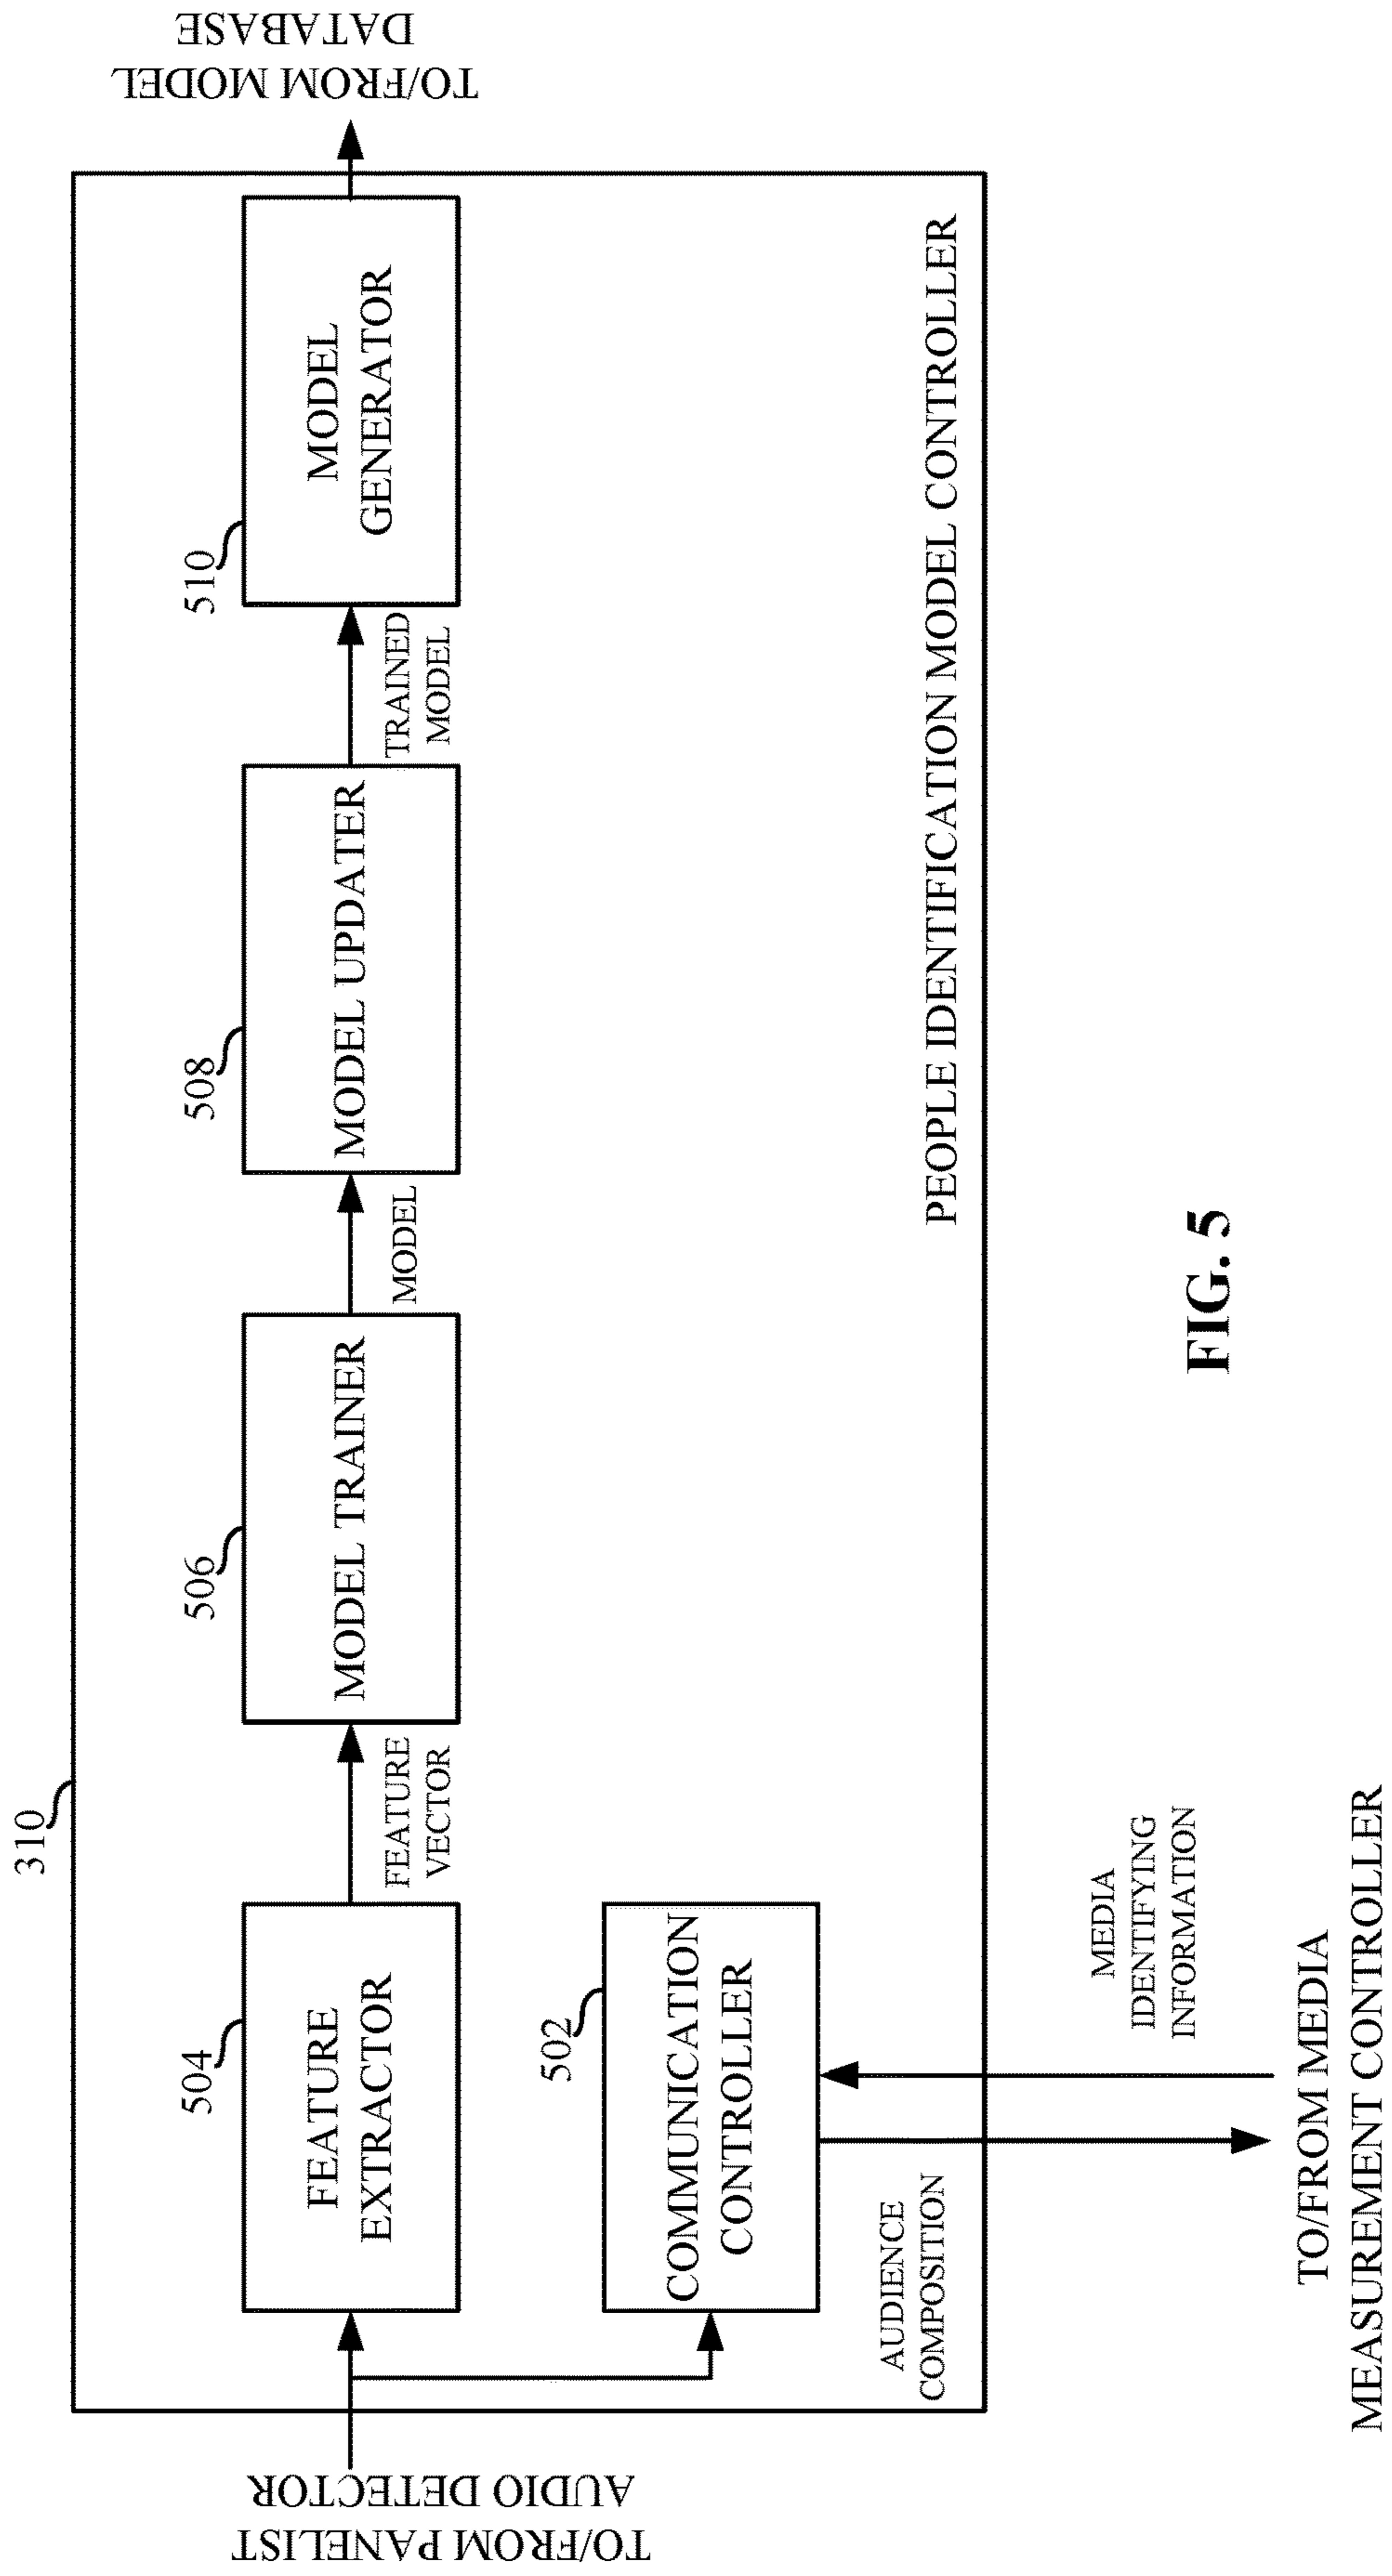 310
TO/FROM PANELIST
AUDIO DETECTOR
504
FEATURE
EXTRACTOR
FEATURE
VECTOR
506
MODEL TRAINER
MODEL
508
MODEL UPDATER
TRAINED
MODEL
510
MODEL
GENERATOR
TO/FROM MODEL
DATABASE
502
COMMUNICATION
CONTROLLER
AUDIENCE
COMPOSITION
MEDIA
IDENTIFYING
INFORMATION
PEOPLE IDENTIFICATION MODEL CONTROLLER
TO/FROM MEDIA
MEASUREMENT CONTROLLER
FIG. 5